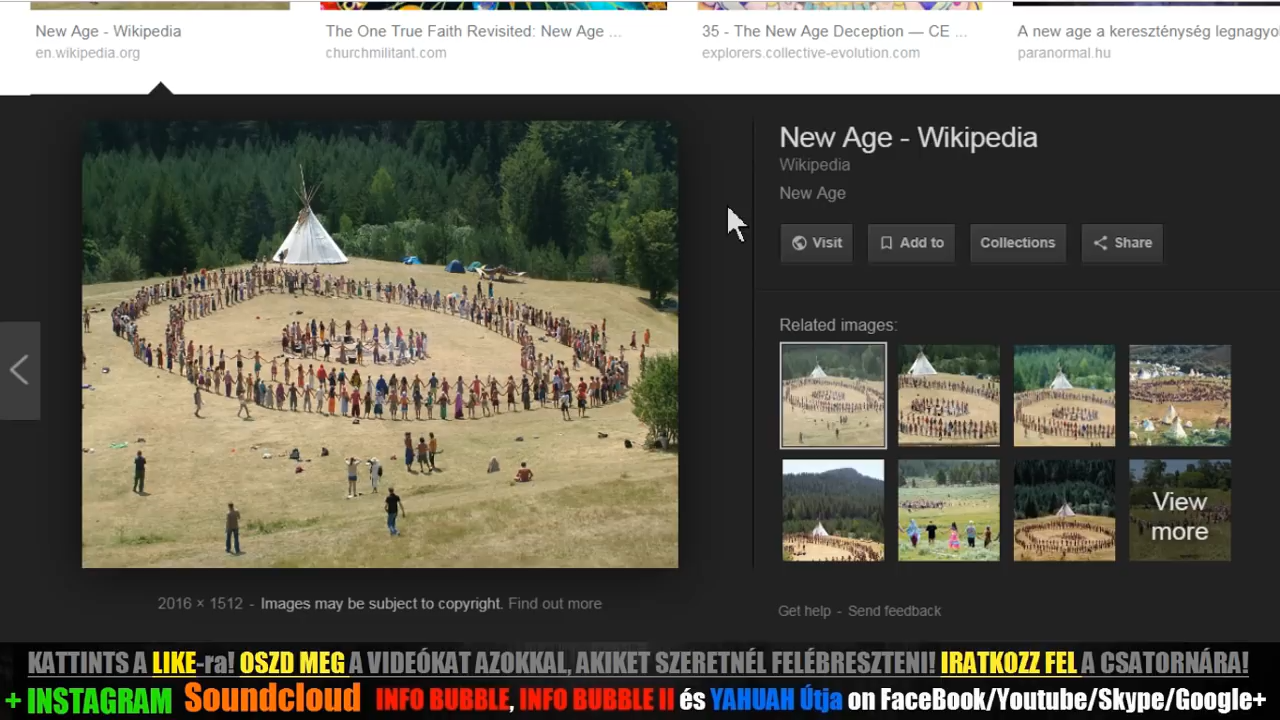 New Age - Wikipedia
en.wikipedia.org
The One True Faith Revisited: New Age ...
churchmilitant.com
35 - The New Age Deception — CE ...
explorers.collective-evolution.com
A new age a kereszténység legnagyo
paranormal.hu
New Age - Wikipedia
Wikipedia
New Age
Visit
Add to
Collections
Share
Related images:
View
more
2016 × 1512 - Images may be subject to copyright. Find out more
Get help - Send feedback
KATTINTS A LIKE-ra! OSZD MEG A VIDEÓKAT AZOKKAL, AKIKET SZERETNÉL FELÉBRESZTENI! IRATKOZZ FEL A CSATORNÁRA!
+ INSTAGRAM Soundcloud INFO BUBBLE, INFO BUBBLE II és YAHUAH Útja on FaceBook/Youtube/Skype/Google+